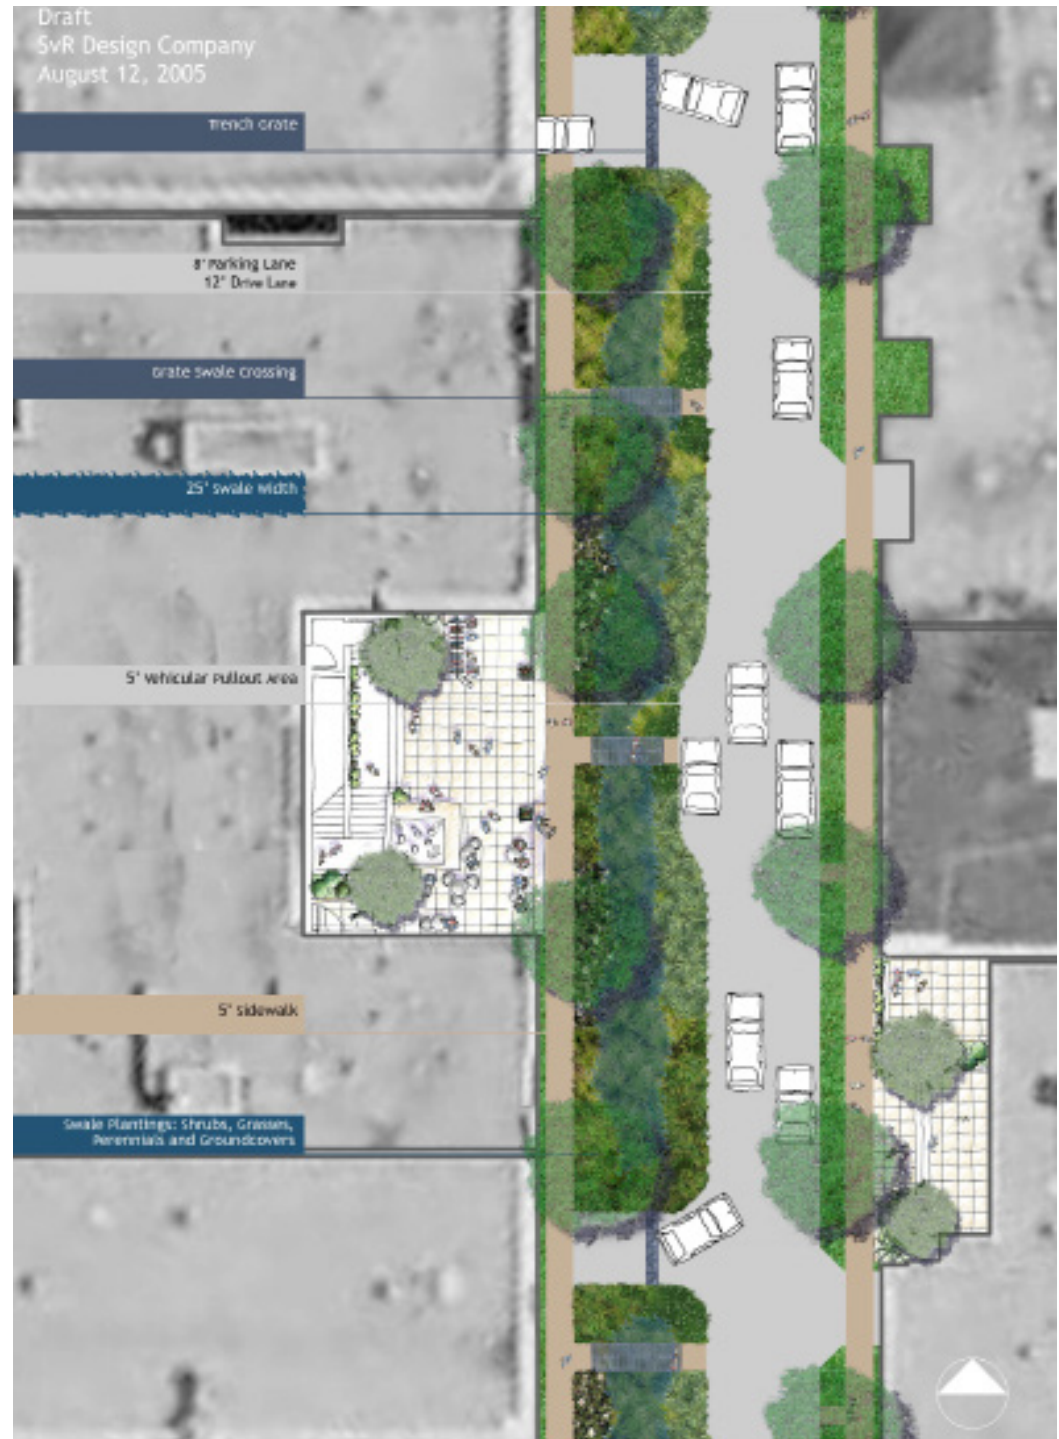 Draft
SvR Design Company
August 12, 2005
Trench Grate
8' Parking Lane
12' Drive Lane
Grate Swale Crossing
25' Swale Width
5' Vehicular Pullout Area
5' Sidewalk
Swale Plantings: Shrubs, Grasses,
Perennials and Groundcovers